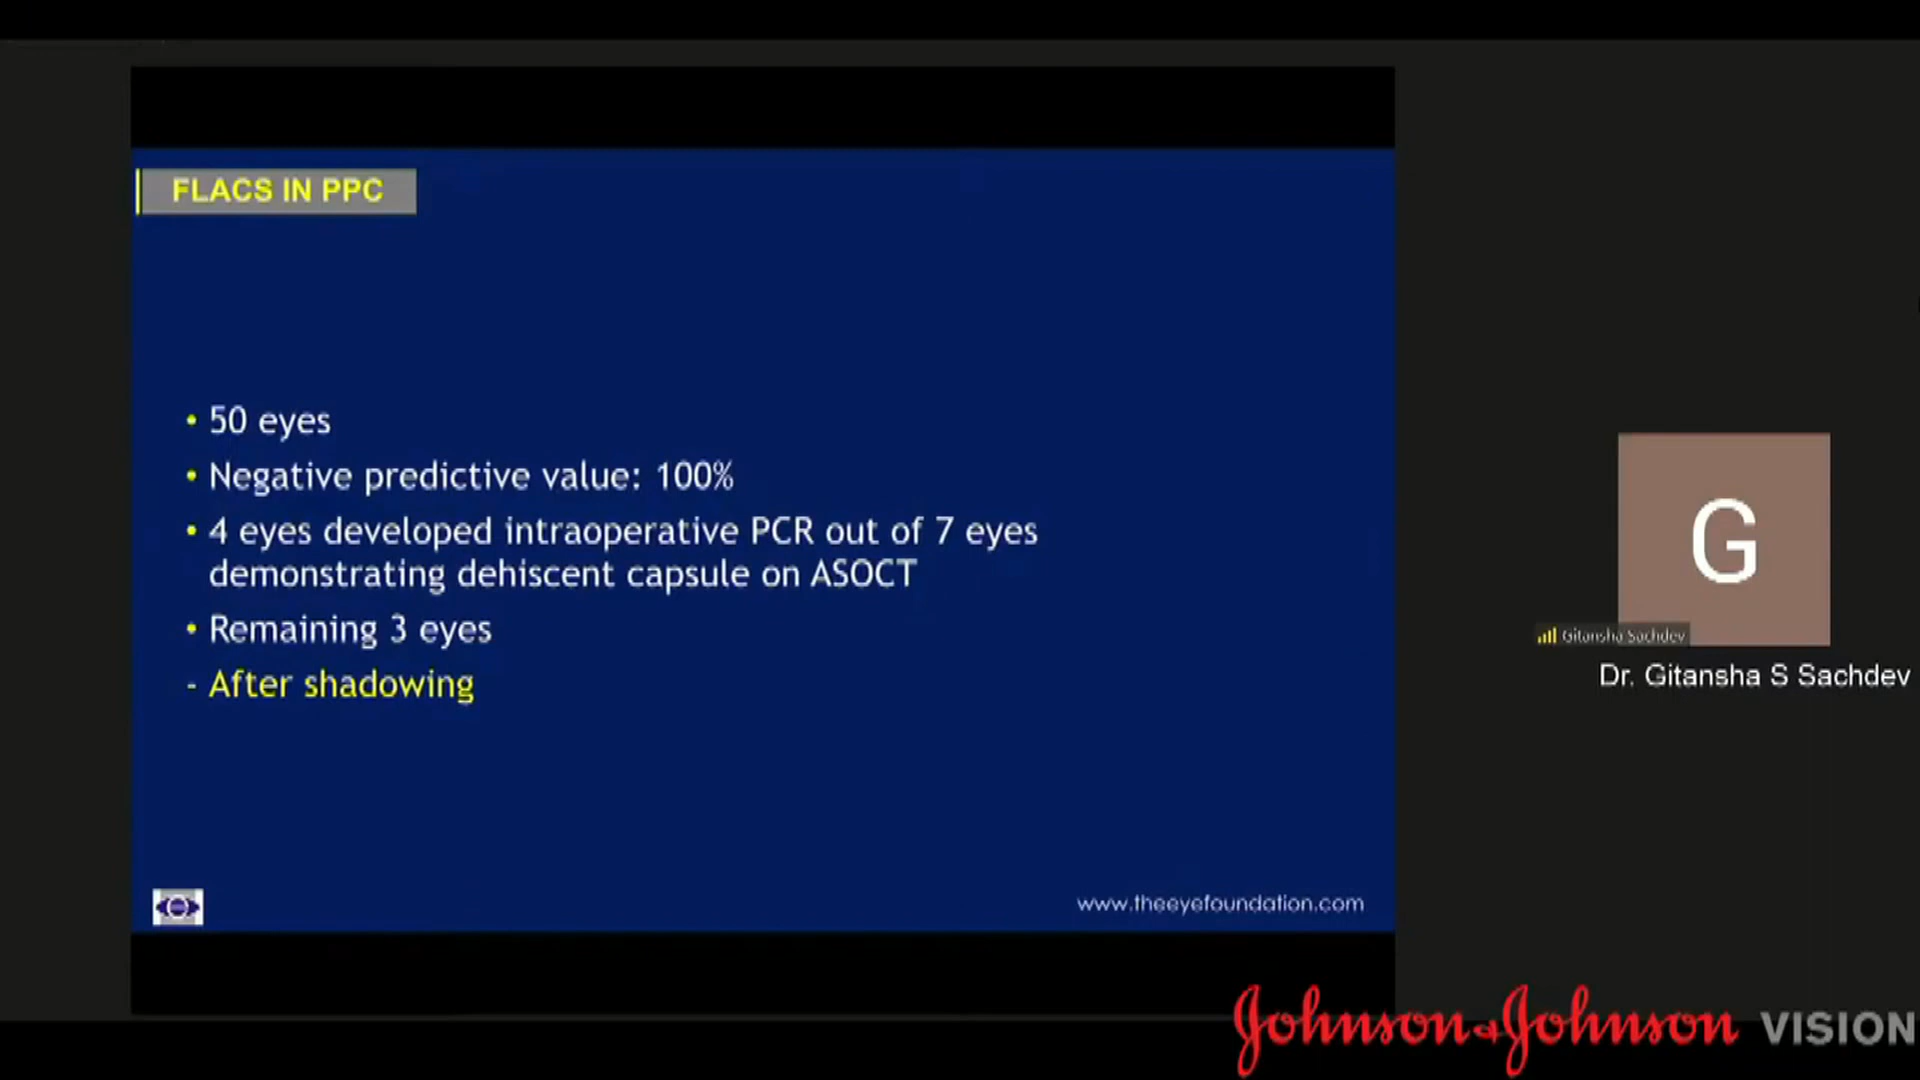 FLACS IN PPC
• 50 eyes
• Negative predictive value: 100%
• 4 eyes developed intraoperative PCR out of 7 eyes
demonstrating dehiscent capsule on ASOCT
• Remaining 3 eyes
- After shadowing
www.theeyefoundation.com
G
Gitansha Sachdev
Dr. Gitansha S Sachdev
Johnson & Johnson VISION